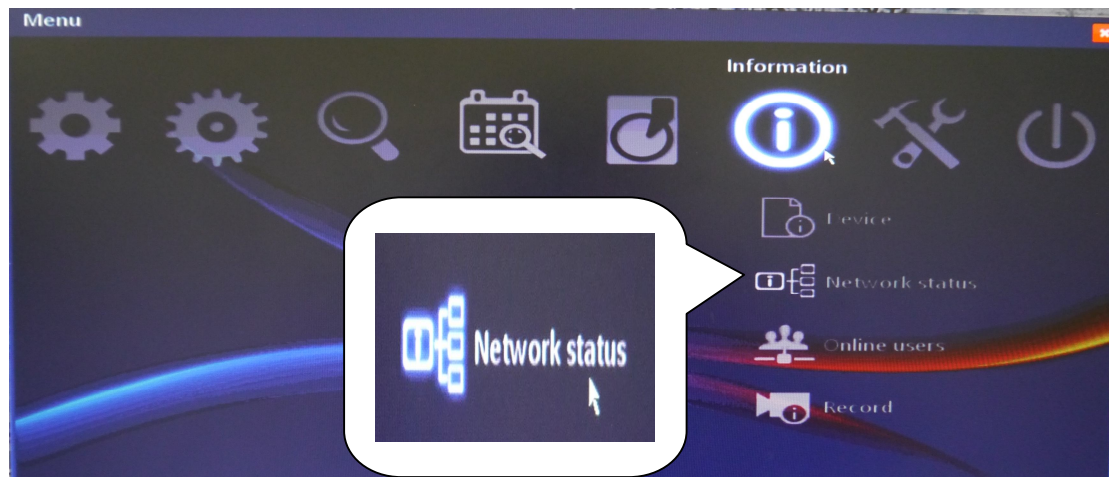 Menu
Information
Device
Network status
Online users
Record
Network status